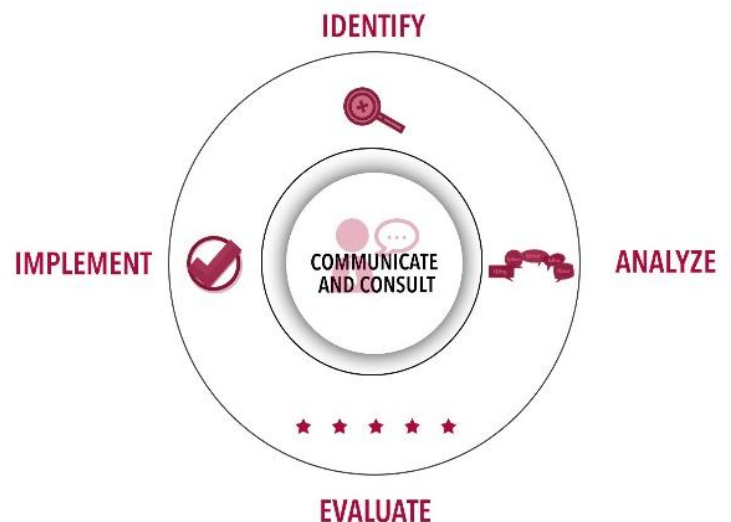 IDENTIFY
IMPLEMENT
COMMUNICATE
AND CONSULT
ANALYZE
EVALUATE